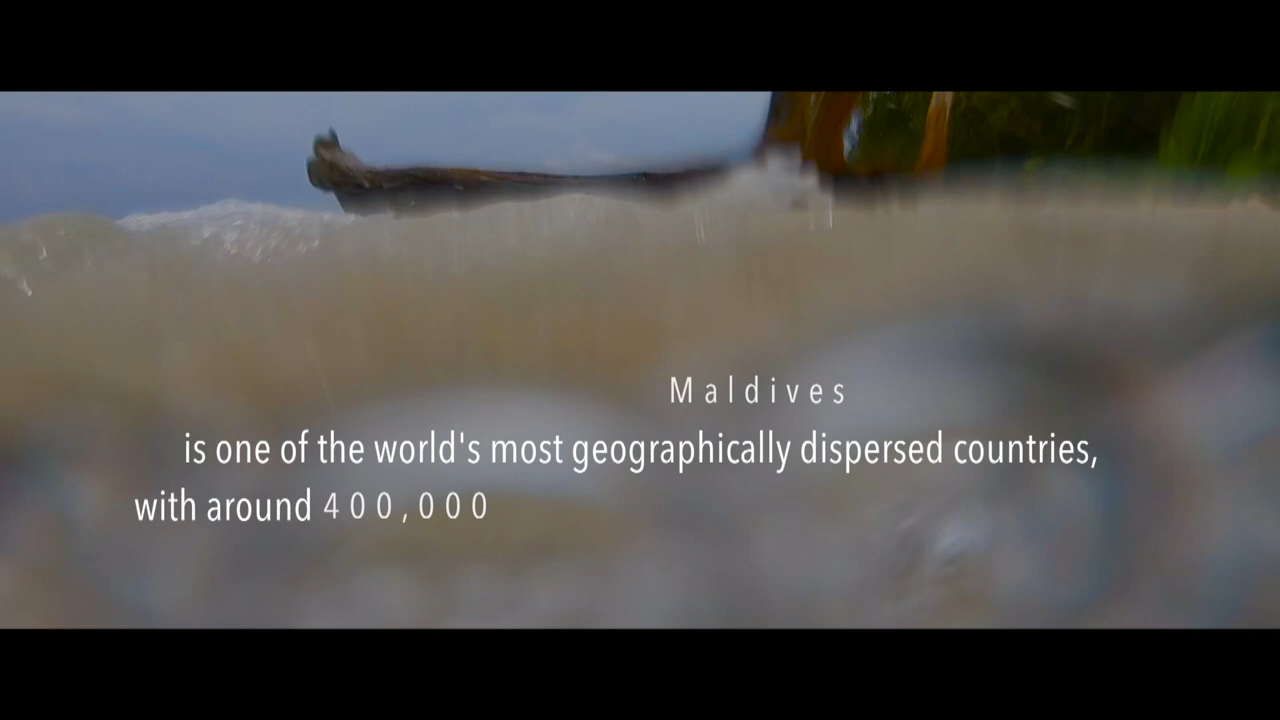 Maldives
is one of the world's most geographically dispersed countries,
with around 400,000